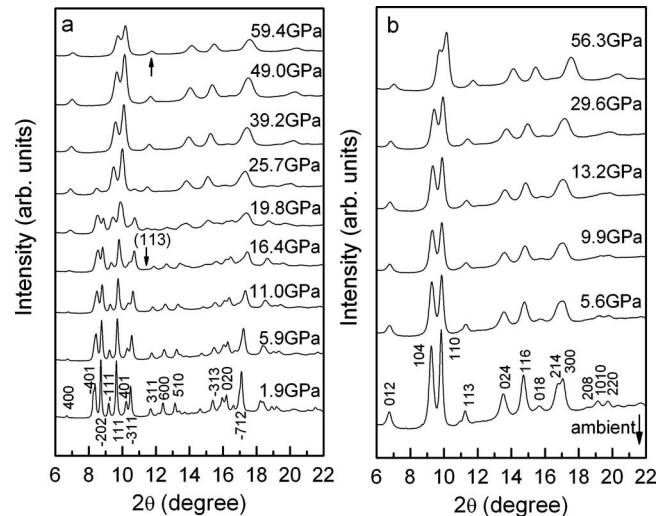 a
59.4GPa
49.0GPa
39.2GPa
25.7GPa
19.8GPa
(113)
16.4GPa
11.0GPa
5.9GPa
1.9GPa
400
-401
-202
-111
111
401
-311
311
600
510
-313
020
-712
6 8 10 12 14 16 18 20 22
2θ (degree)
Intensity (arb. units)
b
56.3GPa
29.6GPa
13.2GPa
9.9GPa
5.6GPa
ambient
012
104
110
113
024
116
018
214
300
208
1010
220
6 8 10 12 14 16 18 20 22
2θ (degree)
Intensity (arb. units)